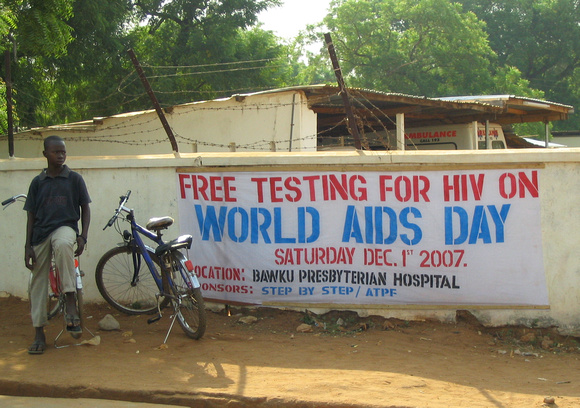 AMBULANCE
FREE TESTING FOR HIV ON
WORLD AIDS DAY
SATURDAY DEC. 1ST 2007.
LOCATION: BAWKU PRESBYTERIAN HOSPITAL
SPONSORS: STEP BY STEP/ ATPF